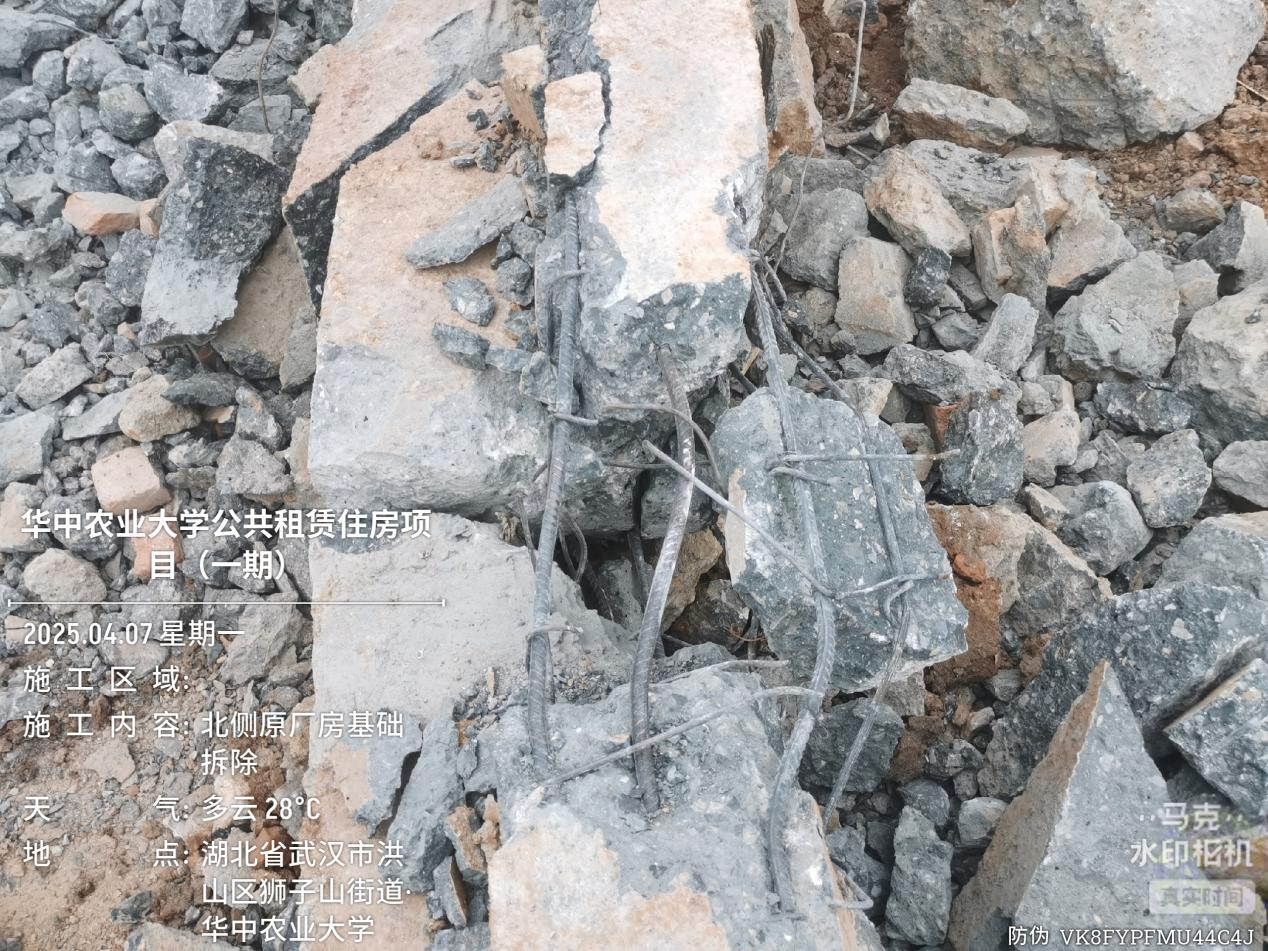 华中农业大学公共租赁住房项
目（一期）
2025.04.07 星期一
施工区域:
施工内容: 北侧原厂房基础
拆除
天气: 多云 28℃
地点: 湖北省武汉市洪
山区狮子山街道·
华中农业大学
马克
水印相机
真实时间
防伪 VK8FYPFMU44C4J